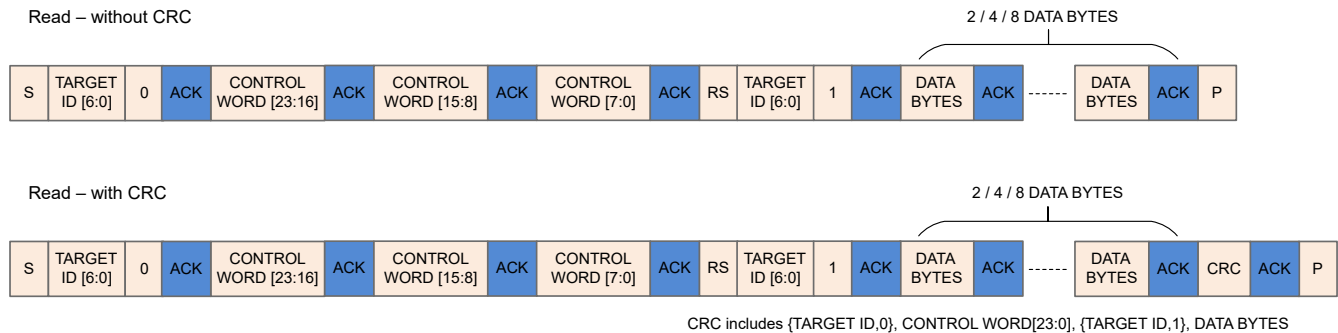 Read – without CRC
2 / 4 / 8 DATA BYTES
S TARGET ID [6:0] 0 ACK CONTROL WORD [23:16] ACK CONTROL WORD [15:8] ACK CONTROL WORD [7:0] ACK RS TARGET ID [6:0] 1 ACK DATA BYTES ACK ------ DATA BYTES ACK P
Read – with CRC
2 / 4 / 8 DATA BYTES
S TARGET ID [6:0] 0 ACK CONTROL WORD [23:16] ACK CONTROL WORD [15:8] ACK CONTROL WORD [7:0] ACK RS TARGET ID [6:0] 1 ACK DATA BYTES ACK ------ DATA BYTES ACK CRC ACK P
CRC includes {TARGET ID,0}, CONTROL WORD[23:0], {TARGET ID,1}, DATA BYTES